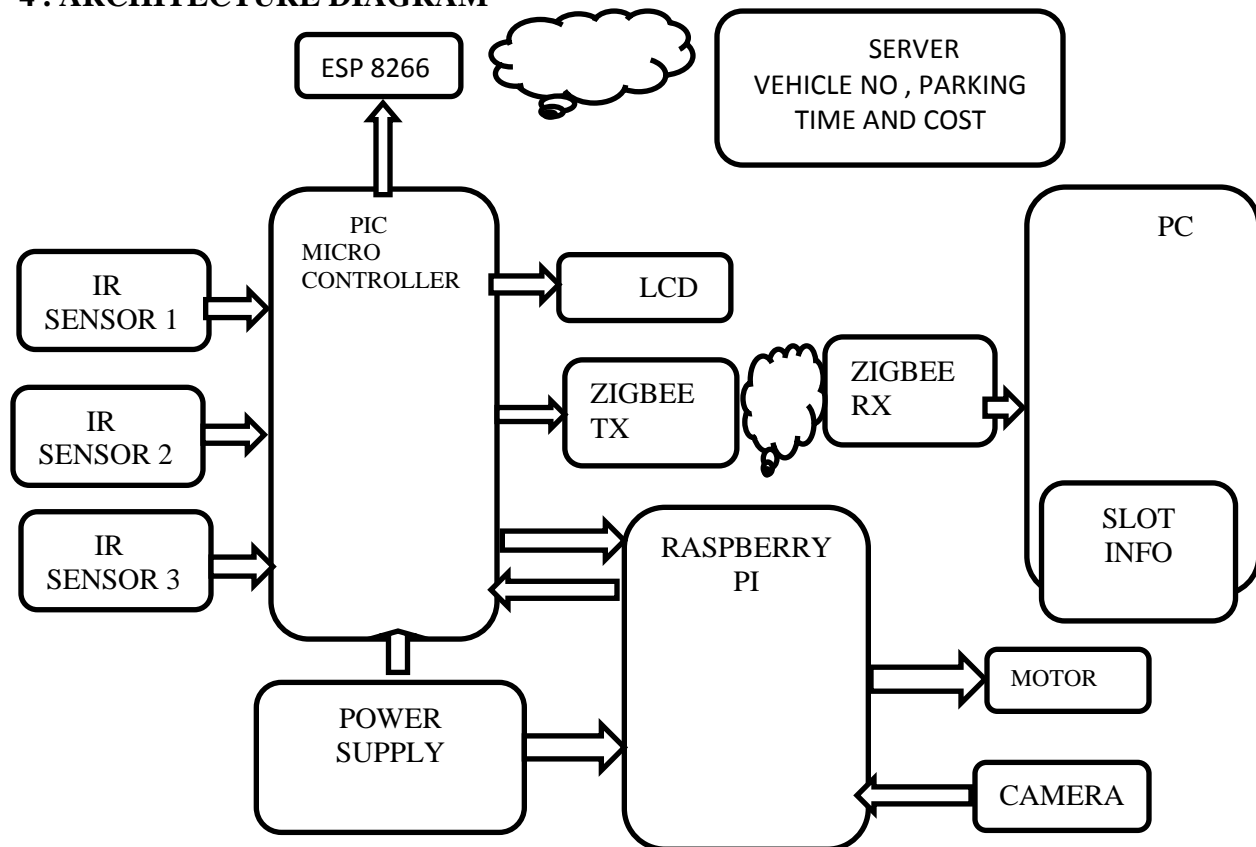 4 . ARCHITECTURE DIAGRAM
ESP 8266
SERVER
VEHICLE NO , PARKING
TIME AND COST
PIC
MICRO
CONTROLLER
PC
IR
SENSOR 1
LCD
IR
SENSOR 2
ZIGBEE
TX
ZIGBEE
RX
IR
SENSOR 3
RASPBERRY
PI
SLOT
INFO
POWER
SUPPLY
MOTOR
CAMERA